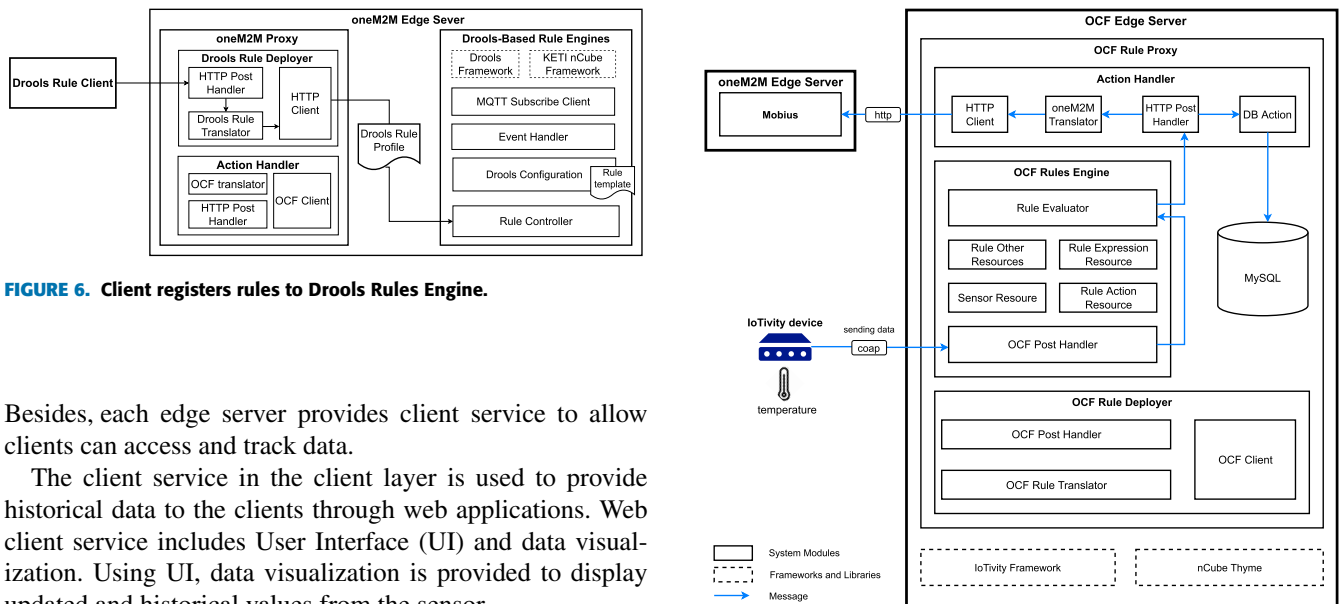 oneM2M Edge Sever
oneM2M Proxy
Drools Rule Deployer
HTTP Post
Handler
Drools Rule
Translator
HTTP
Client
Drools Rule Client
Action Handler
OCF translator
HTTP Post
Handler
OCF Client
Drools Rule
Profile
Drools-Based Rule Engines
Drools
Framework
KETI nCube
Framework
MQTT Subscribe Client
Event Handler
Drools Configuration
Rule
template
Rule Controller
FIGURE 6. Client registers rules to Drools Rules Engine.
Besides, each edge server provides client service to allow
clients can access and track data.
The client service in the client layer is used to provide
historical data to the clients through web applications. Web
client service includes User Interface (UI) and data visual-
ization. Using UI, data visualization is provided to display
updated and historical values from the sensor.
OCF Edge Server
OCF Rule Proxy
Action Handler
oneM2M Edge Server
Mobius
http
HTTP
Client
oneM2M
Translator
HTTP Post
Handler
DB Action
OCF Rules Engine
Rule Evaluator
Rule Other
Resources
Rule Expression
Resource
Sensor Resoure
Rule Action
Resource
OCF Post Handler
MySQL
IoTivity device
sending data
coap
temperature
OCF Rule Deployer
OCF Post Handler
OCF Rule Translator
OCF Client
IoTivity Framework
nCube Thyme
System Modules
Frameworks and Libraries
Message